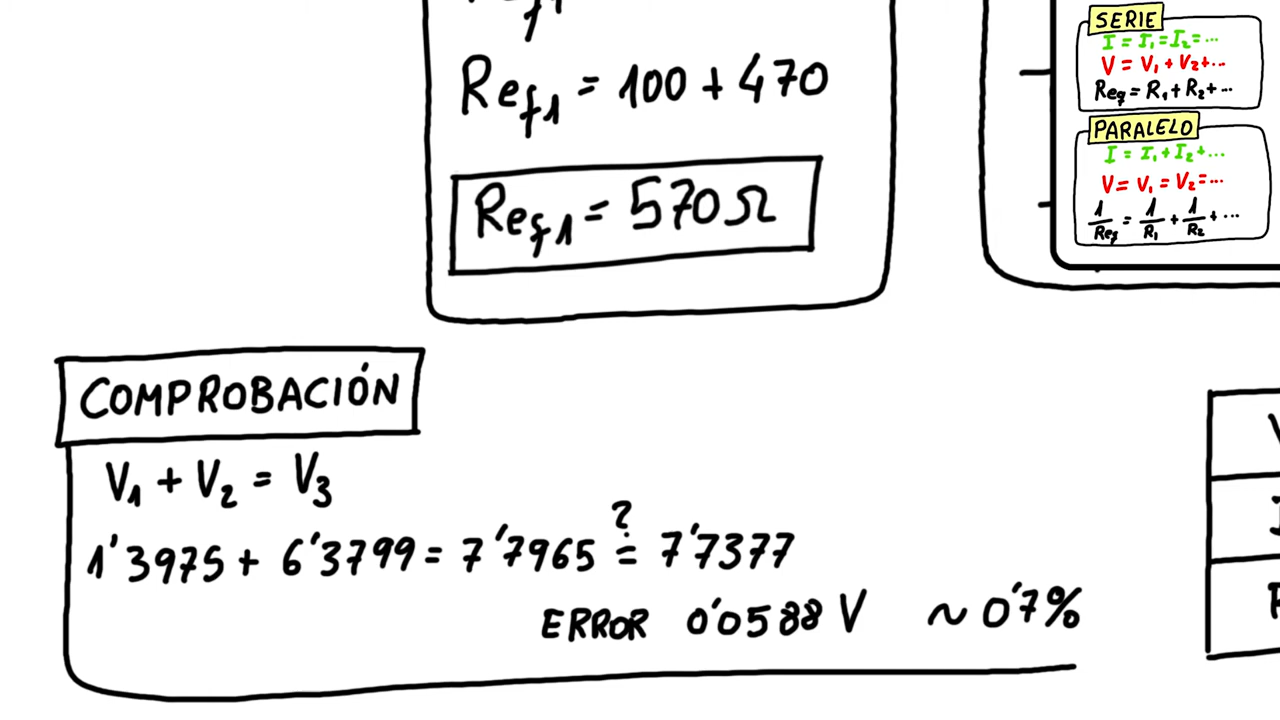 Req1 = 100 + 470
Req1 = 570 Ω
SERIE
I = I1 = I2 = ...
V = V1 + V2 + ...
Req = R1 + R2 + ...
PARALELO
I = I1 + I2 + ...
V = V1 = V2 = ...
1/Req = 1/R1 + 1/R2 + ...
COMPROBACIÓN
V1 + V2 = V3
1'3975 + 6'3799 = 7'7965 ≟ 7'7377
ERROR 0'0588 V ~ 0'7%